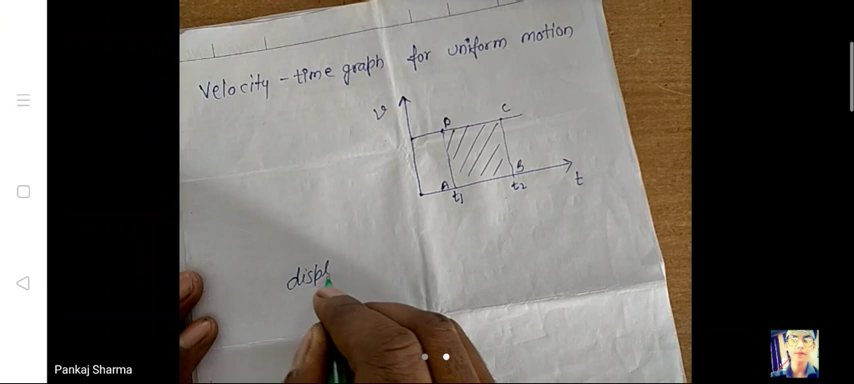 Velocity - time graph for uniform motion
v
D
C
A
B
t1
t2
t
displ
Pankaj Sharma